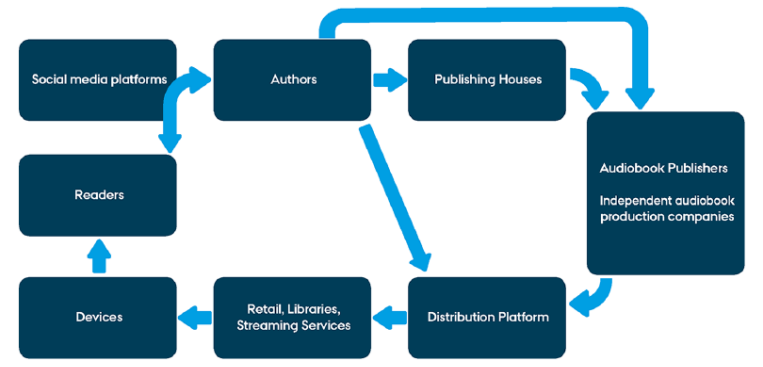 Social media platforms
Authors
Publishing Houses
Audiobook Publishers
Independent audiobook
production companies
Readers
Devices
Retail, Libraries,
Streaming Services
Distribution Platform